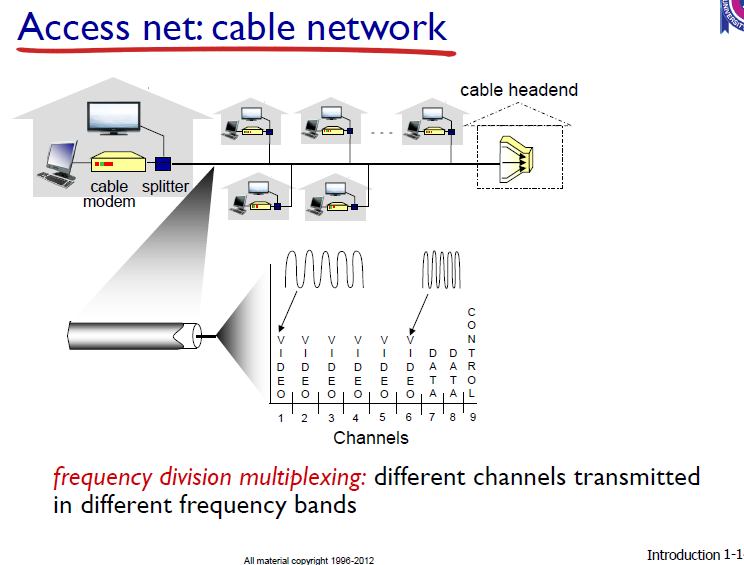 Access net: cable network
cable headend
cable splitter
modem
VIDEO VIDEO VIDEO VIDEO VIDEO VIDEO DATA DATA CONTROL
1 2 3 4 5 6 7 8 9
Channels
frequency division multiplexing: different channels transmitted
in different frequency bands
All material copyright 1996-2012
Introduction 1-1